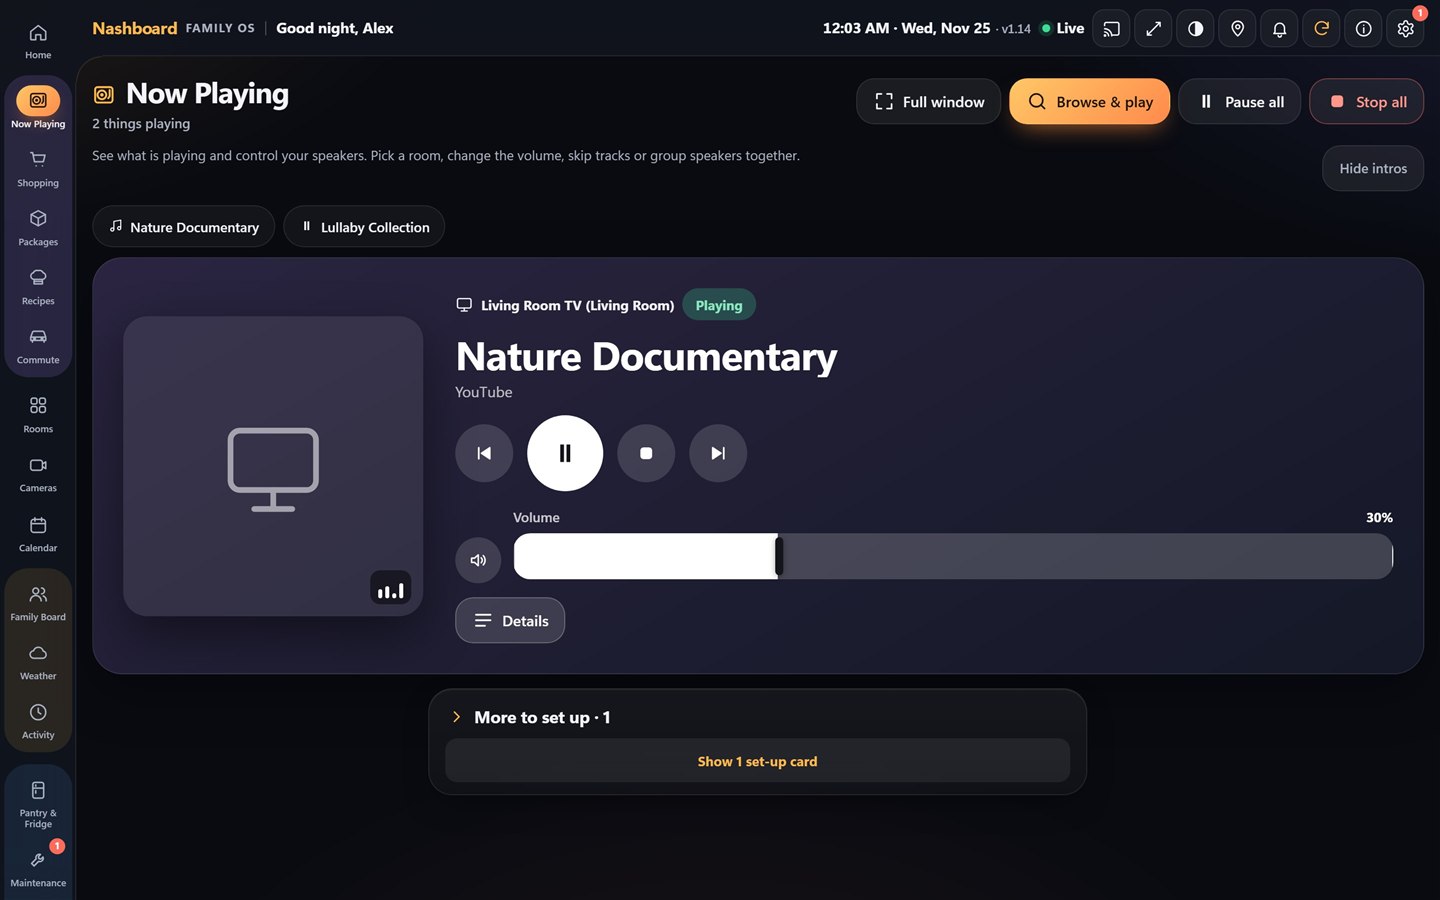 Nashboard FAMILY OS Good night, Alex
12:03 AM · Wed, Nov 25 · v1.14 Live
1
Home
Now Playing
Shopping
Packages
Recipes
Commute
Rooms
Cameras
Calendar
Family Board
Weather
Activity
Pantry &
Fridge
1
Maintenance
Now Playing
2 things playing
See what is playing and control your speakers. Pick a room, change the volume, skip tracks or group speakers together.
Full window
Browse & play
Pause all
Stop all
Hide intros
Nature Documentary
Lullaby Collection
Living Room TV (Living Room) Playing
Nature Documentary
YouTube
Volume 30%
Details
More to set up · 1
Show 1 set-up card